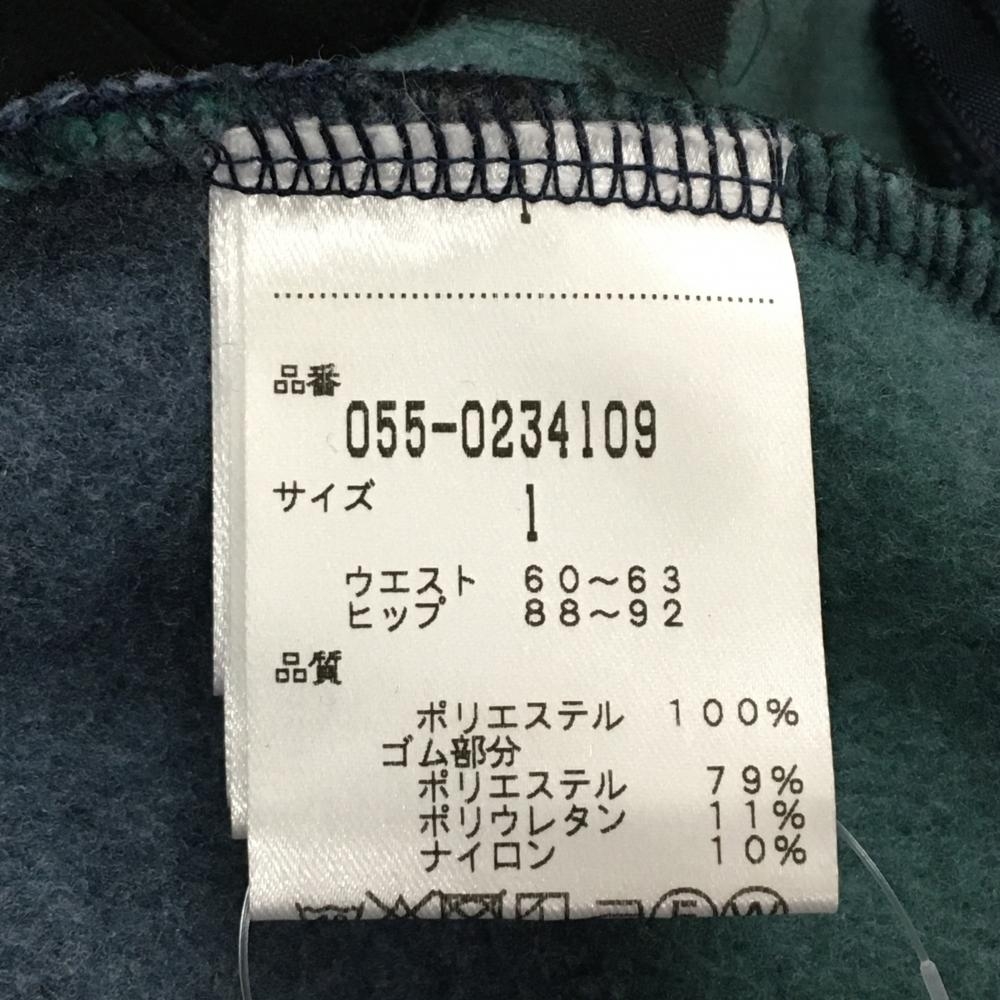 品番
055-0234109
サイズ 1
ウエスト 60~63
ヒップ 88~92
品質
ポリエステル 100%
ゴム部分
ポリエステル 79%
ポリウレタン 11%
ナイロン 10%